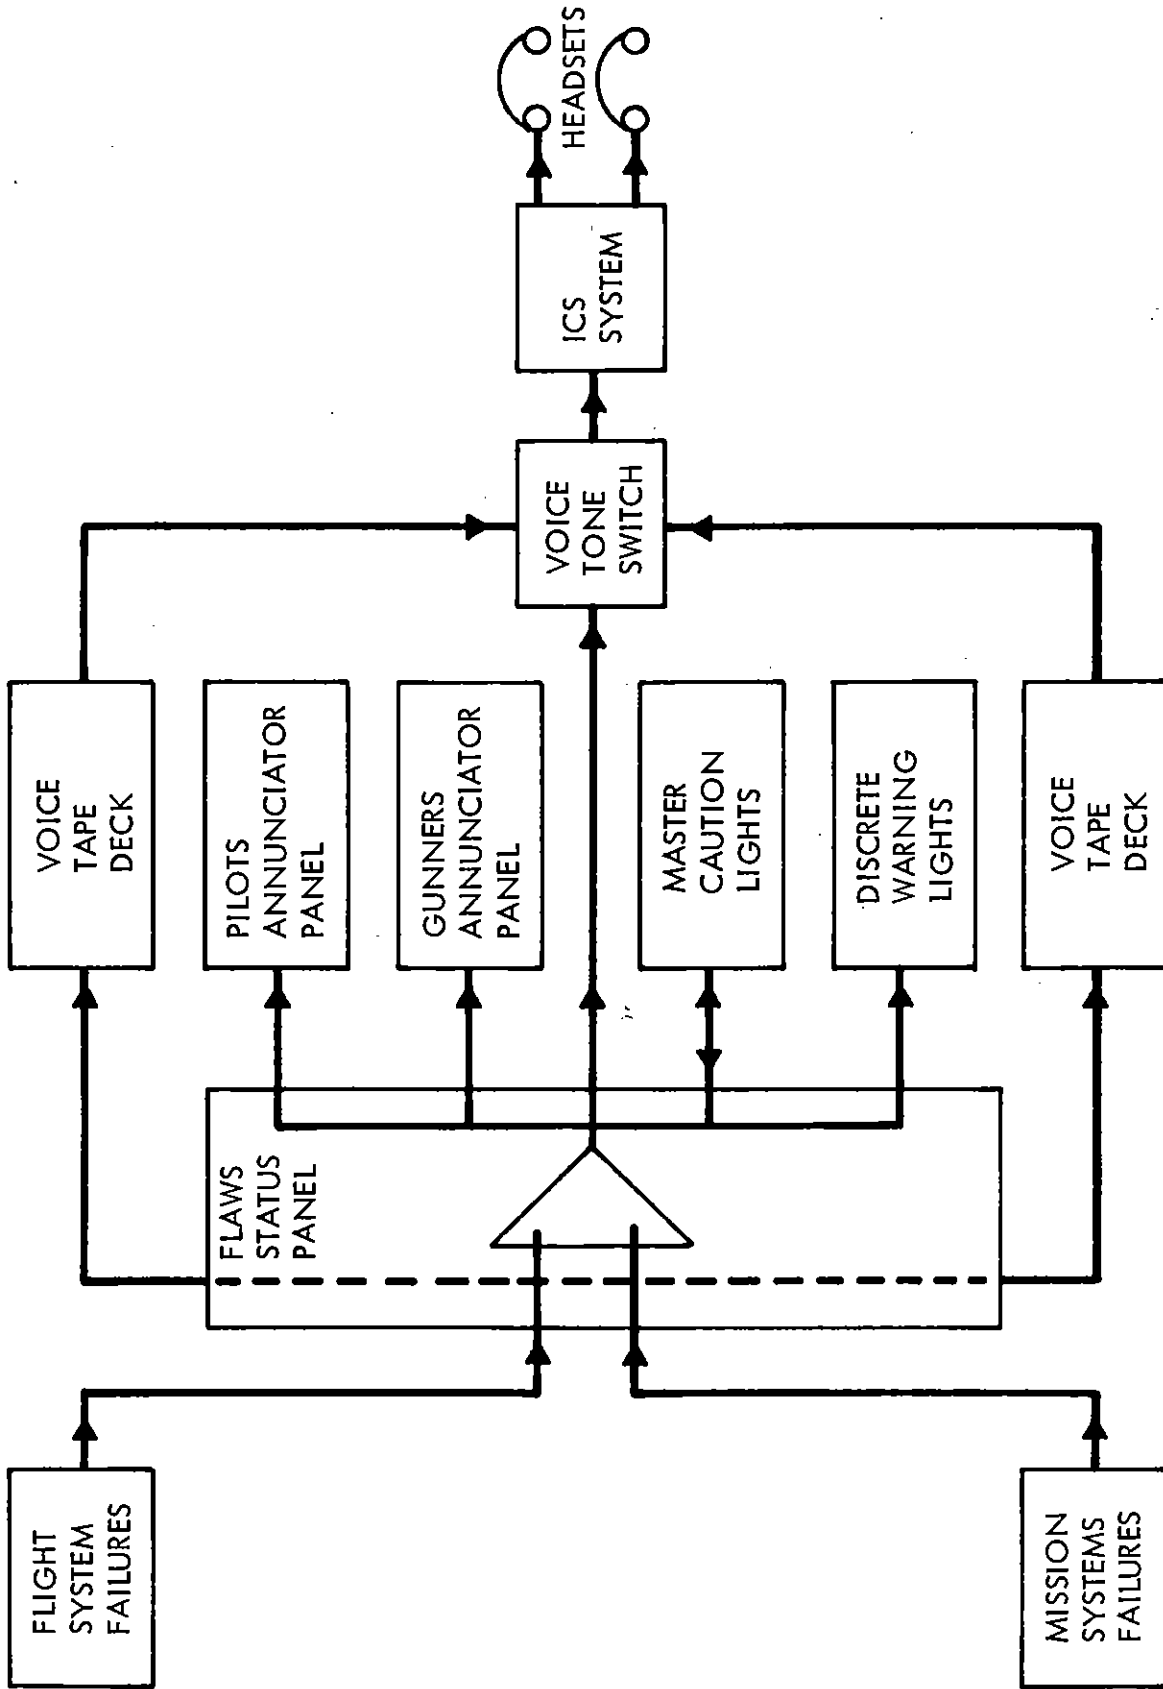 FLIGHT
SYSTEM
FAILURES
MISSION
SYSTEMS
FAILURES
FLAWS
STATUS
PANEL
VOICE
TAPE
DECK
PILOTS
ANNUNCIATOR
PANEL
GUNNERS
ANNUNCIATOR
PANEL
MASTER
CAUTION
LIGHTS
DISCRETE
WARNING
LIGHTS
VOICE
TAPE
DECK
VOICE
TONE
SWITCH
ICS
SYSTEM
HEADSETS